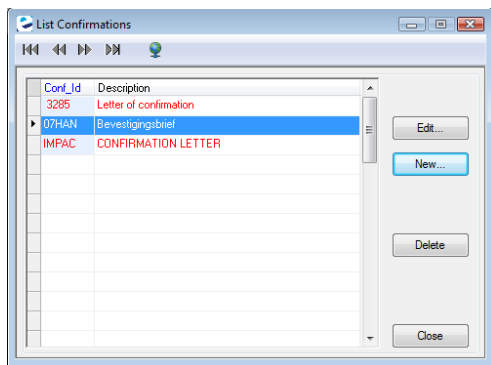 List Confirmations
Conf_Id Description
3285 Letter of confirmation
07HAN Bevestigingsbrief
IMPAC CONFIRMATION LETTER
Edit...
New...
Delete
Close